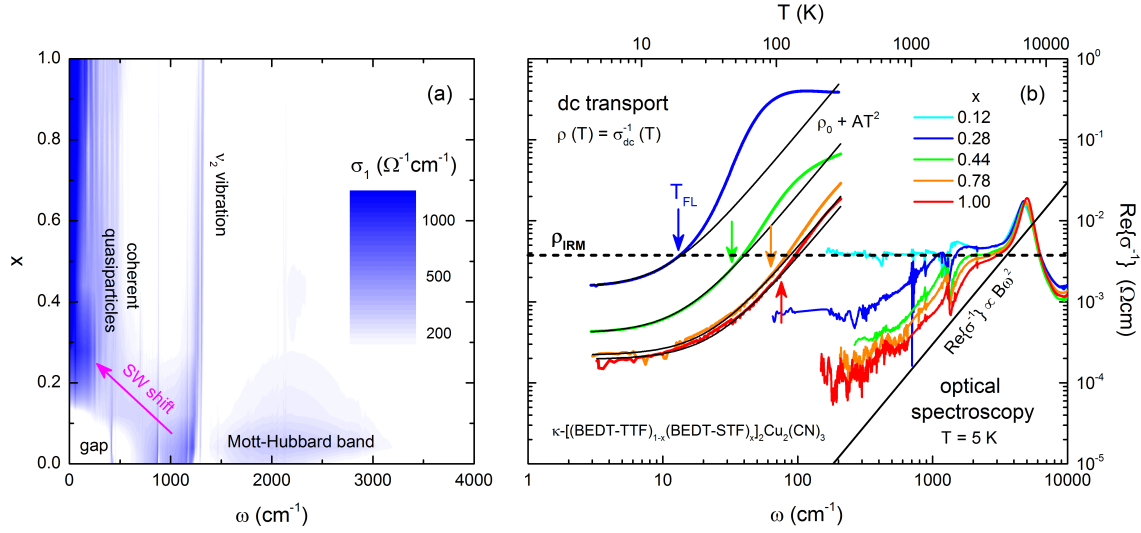 (a)
1.0
0.8
0.6
0.4
0.2
0.0
x
0
1000
2000
3000
4000
ω (cm⁻¹)
quasiparticles
coherent
ν₂ vibration
σ₁ (Ω⁻¹cm⁻¹)
1000
500
200
SW shift
gap
Mott-Hubbard band
T (K)
10
100
1000
10000
(b)
dc transport
ρ (T) = σ_dc⁻¹ (T)
ρ₀ + AT²
x
0.12
0.28
0.44
0.78
1.00
T_FL
ρ_IRM
Re{σ⁻¹} ∝ Bω²
optical
spectroscopy
T = 5 K
κ-[(BEDT-TTF)₁₋ₓ(BEDT-STF)ₓ]₂Cu₂(CN)₃
10⁰
10⁻¹
10⁻²
10⁻³
10⁻⁴
10⁻⁵
Re{σ⁻¹} (Ωcm)
1
10
100
1000
10000
ω (cm⁻¹)